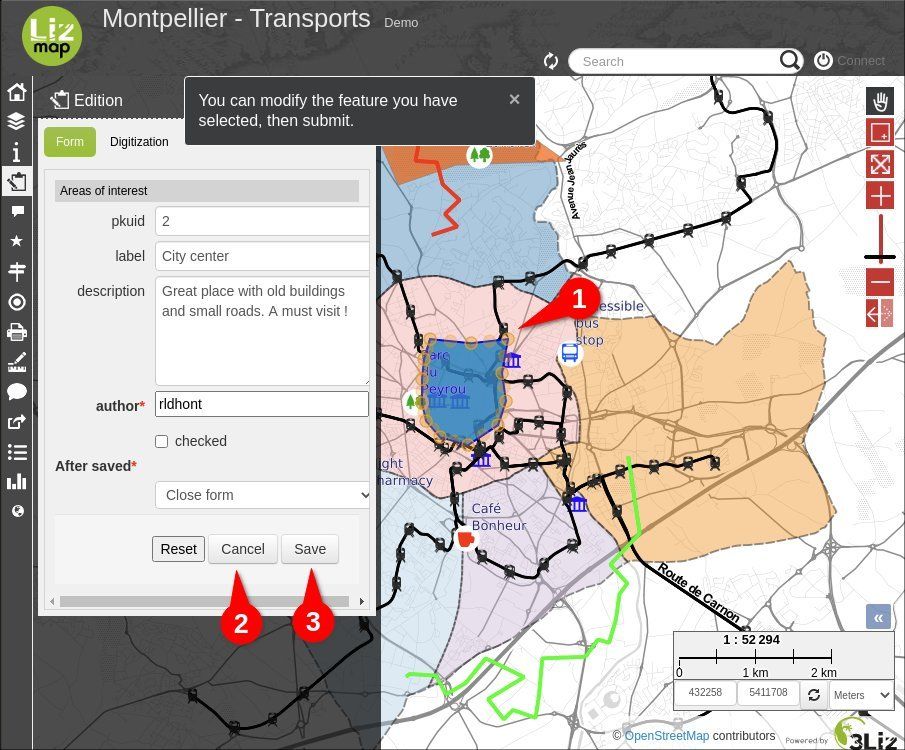 Liz
map
Montpellier - Transports Demo
Search
Connect
Edition
You can modify the feature you have
selected, then submit.
×
Form
Digitization
Areas of interest
pkuid
2
label
City center
description
Great place with old buildings
and small roads. A must visit !
author*
rldhont
checked
After saved*
Close form
Reset
Cancel
Save
1
2
3
Avenue Jean
bus
stop
Parc
du
Peyrou
Café
Bonheur
Route de Carnon
«
1 : 52 294
0
1 km
2 km
432258
5411708
Meters
© OpenStreetMap contributors
Powered by
3Liz